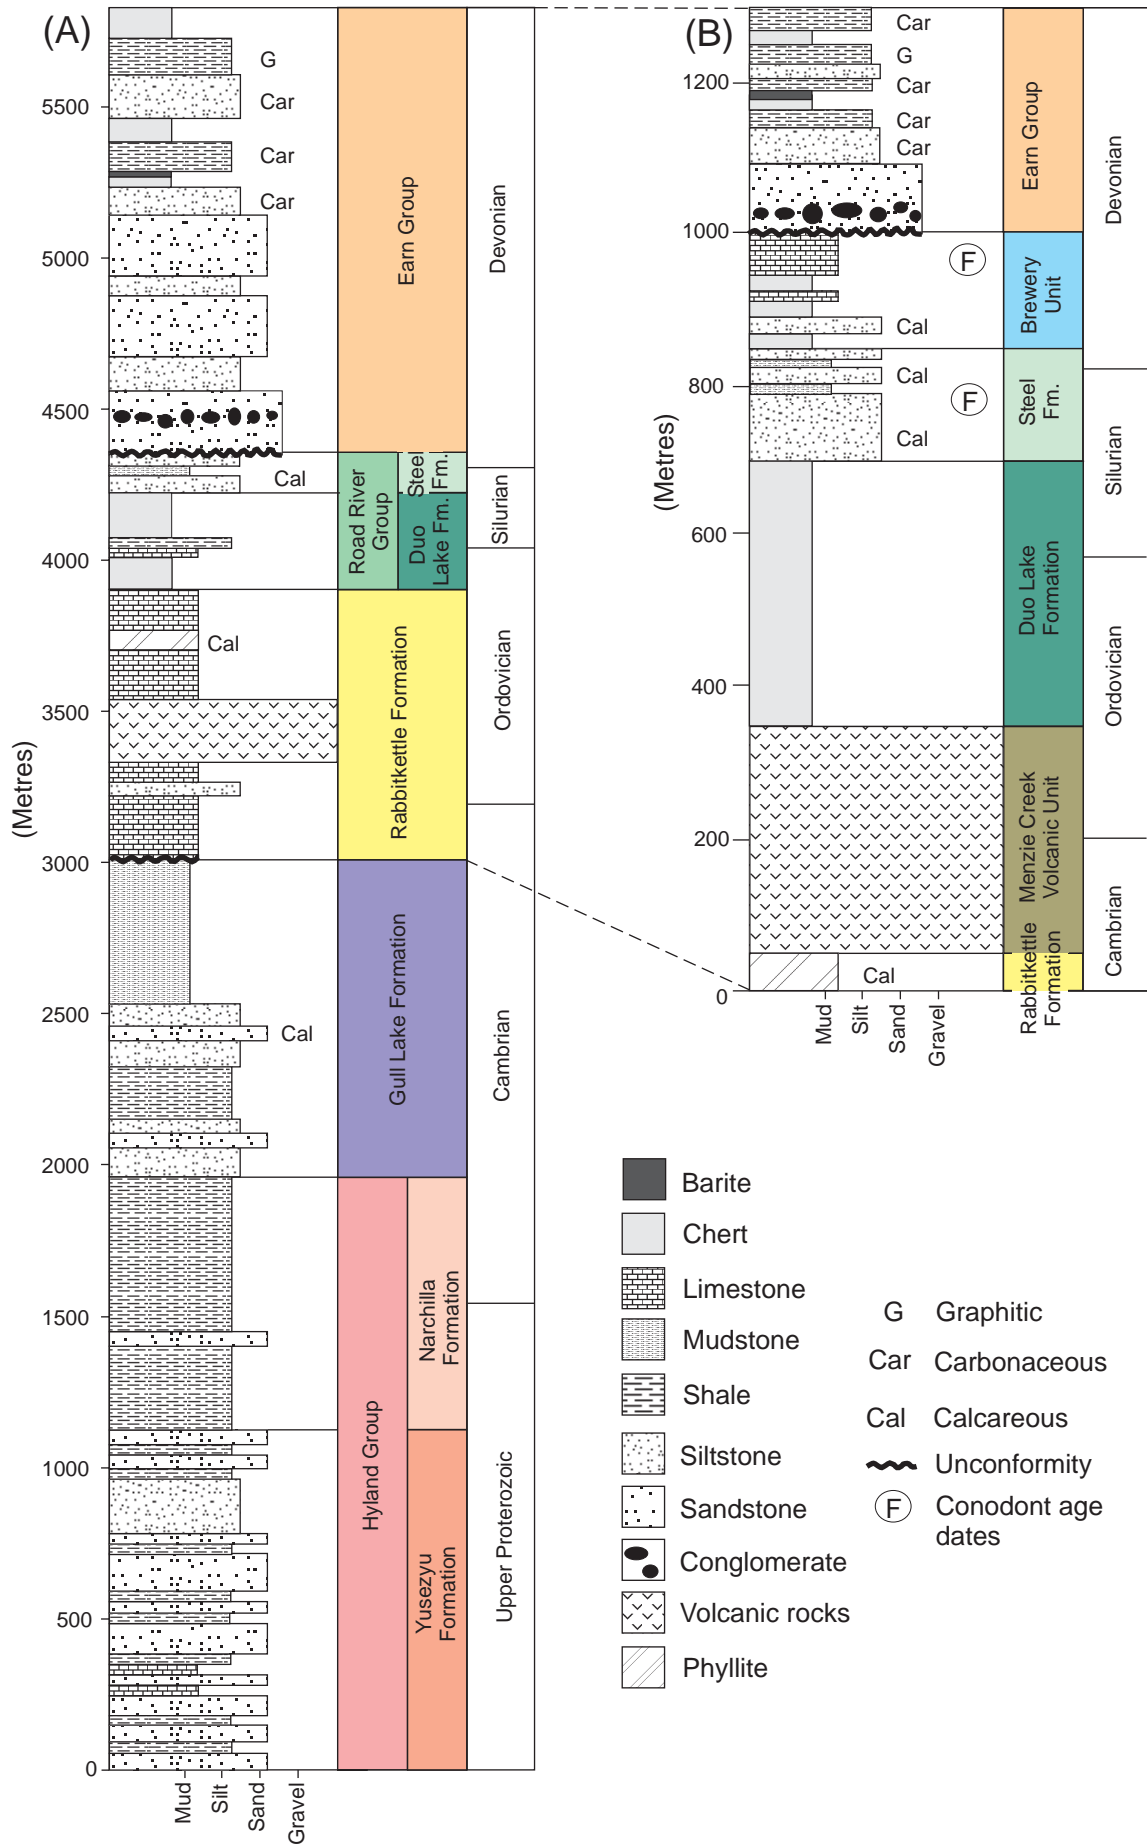 (A)
(Metres)
5500
5000
4500
4000
3500
3000
2500
2000
1500
1000
500
0
G
Car
Car
Car
Cal
Cal
Cal
Mud
Silt
Sand
Gravel
Earn Group
Road River
Group
Steel
Fm.
Duo
Lake Fm.
Rabbitkettle Formation
Gull Lake Formation
Hyland Group
Narchilla
Formation
Yusezyu
Formation
Devonian
Silurian
Ordovician
Cambrian
Upper Proterozoic
(B)
(Metres)
1200
1000
800
600
400
200
0
Car
G
Car
Car
Car
F
Cal
Cal
F
Cal
Cal
Mud
Silt
Sand
Gravel
Earn Group
Brewery
Unit
Steel
Fm.
Duo Lake
Formation
Menzie Creek
Volcanic Unit
Rabbitkettle
Formation
Devonian
Silurian
Ordovician
Cambrian
Barite
Chert
Limestone
Mudstone
Shale
Siltstone
Sandstone
Conglomerate
Volcanic rocks
Phyllite
G Graphitic
Car Carbonaceous
Cal Calcareous
Unconformity
F Conodont age
dates